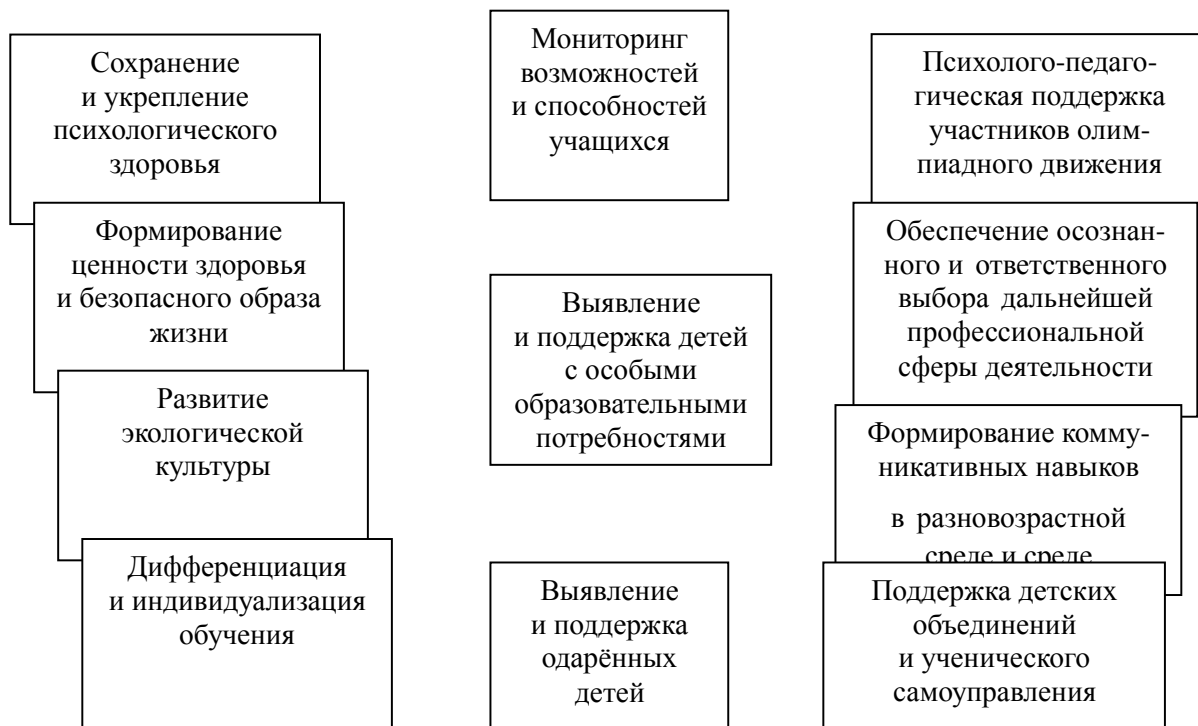 Сохранение
и укрепление
психологического
здоровья
Формирование
ценности здоровья
и безопасного образа
жизни
Развитие
экологической
культуры
Дифференциация
и индивидуализация
обучения
Мониторинг
возможностей
и способностей
учащихся
Выявление
и поддержка детей
с особыми
образовательными
потребностями
Выявление
и поддержка
одарённых
детей
Психолого-педаго-
гическая поддержка
участников олим-
пиадного движения
Обеспечение осознан-
ного и ответственного
выбора дальнейшей
профессиональной
сферы деятельности
Формирование комму-
никативных навыков
в разновозрастной
среде и среде
Поддержка детских
объединений
и ученического
самоуправления